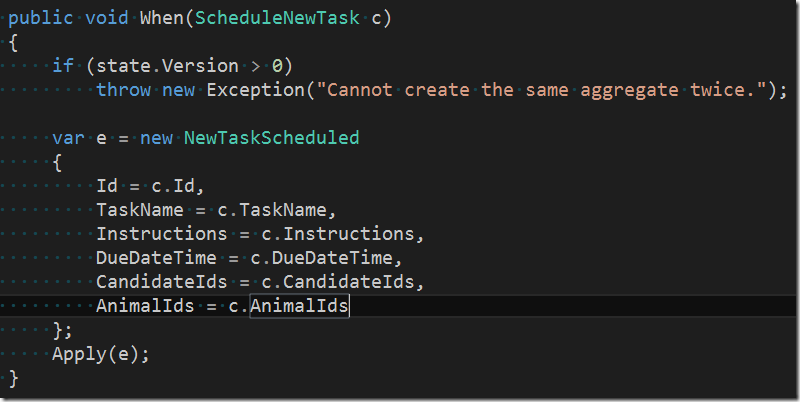 public void When(ScheduleNewTask c)
{
    if (state.Version > 0)
        throw new Exception("Cannot create the same aggregate twice.");

    var e = new NewTaskScheduled
    {
        Id = c.Id,
        TaskName = c.TaskName,
        Instructions = c.Instructions,
        DueDateTime = c.DueDateTime,
        CandidateIds = c.CandidateIds,
        AnimalIds = c.AnimalIds
    };
    Apply(e);
}